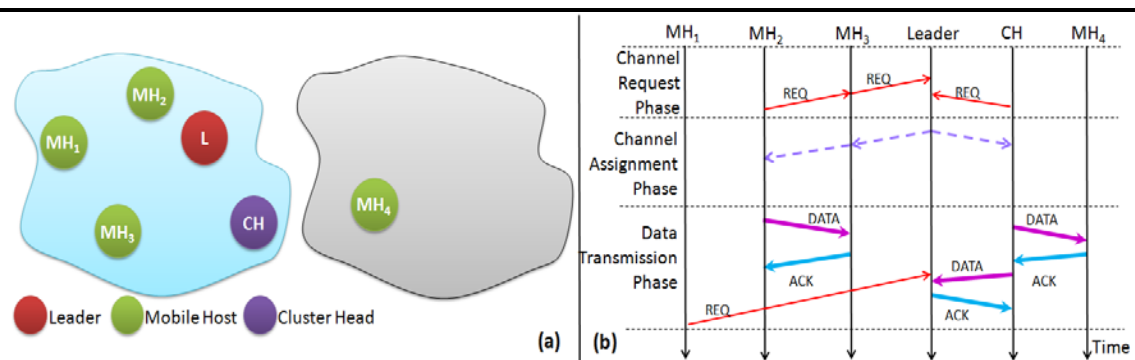 MH₂
L
MH₁
MH₄
MH₃
CH
Leader
Mobile Host
Cluster Head
(a)
MH₁ MH₂ MH₃ Leader CH MH₄
Channel
Request
Phase
REQ
REQ
REQ
Channel
Assignment
Phase
Data
Transmission
Phase
DATA
DATA
ACK
DATA
ACK
REQ
ACK
(b)
Time